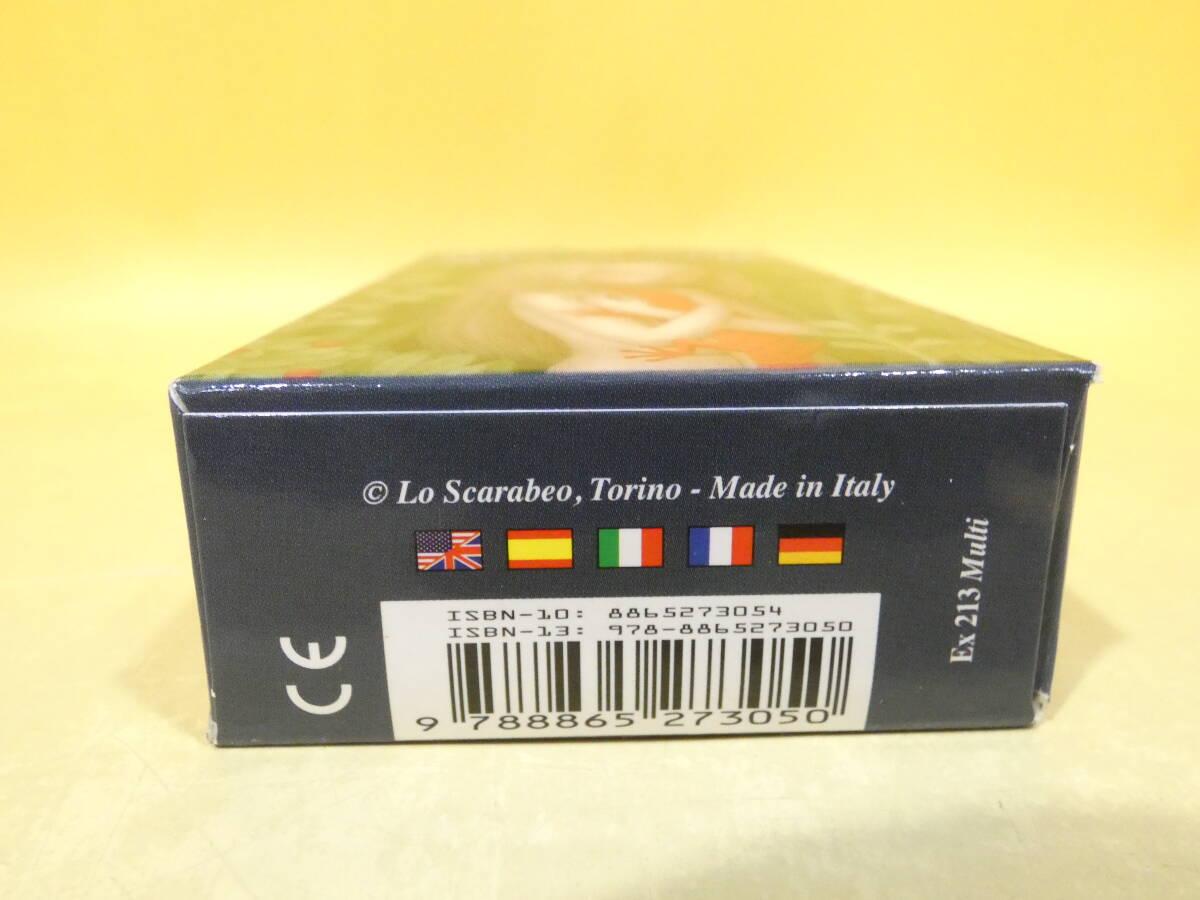 © Lo Scarabeo, Torino - Made in Italy
ISBN-10: 8865273054
ISBN-13: 978-8865273050
9 788865 273050
CE
Ex 213 Multi